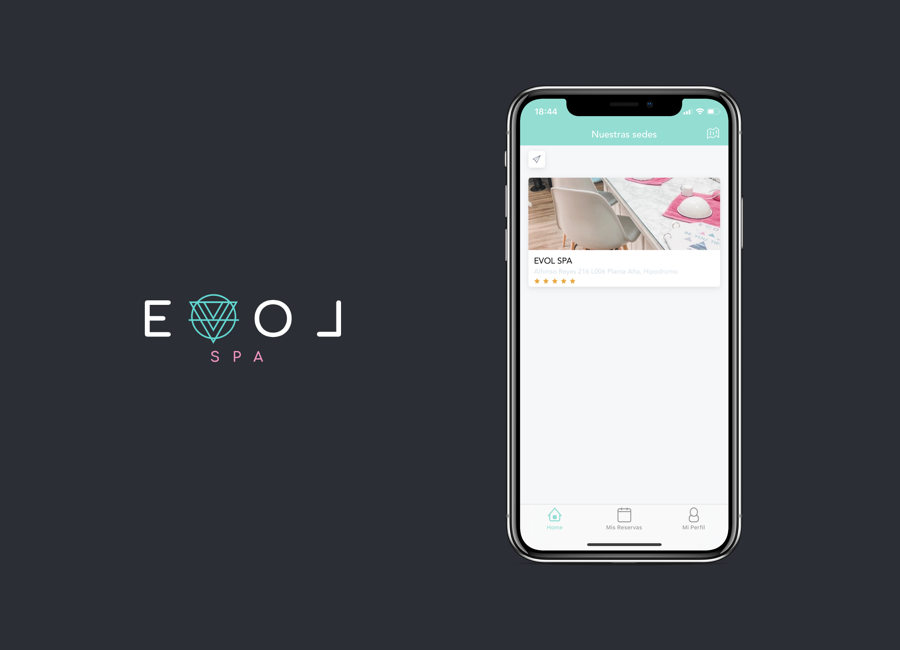 EVOL
SPA
18:44
Nuestras sedes
EVOL SPA
Alfonso Reyes 216 L006 Planta Alta, Hipódromo
Home
Mis Reservas
Mi Perfil